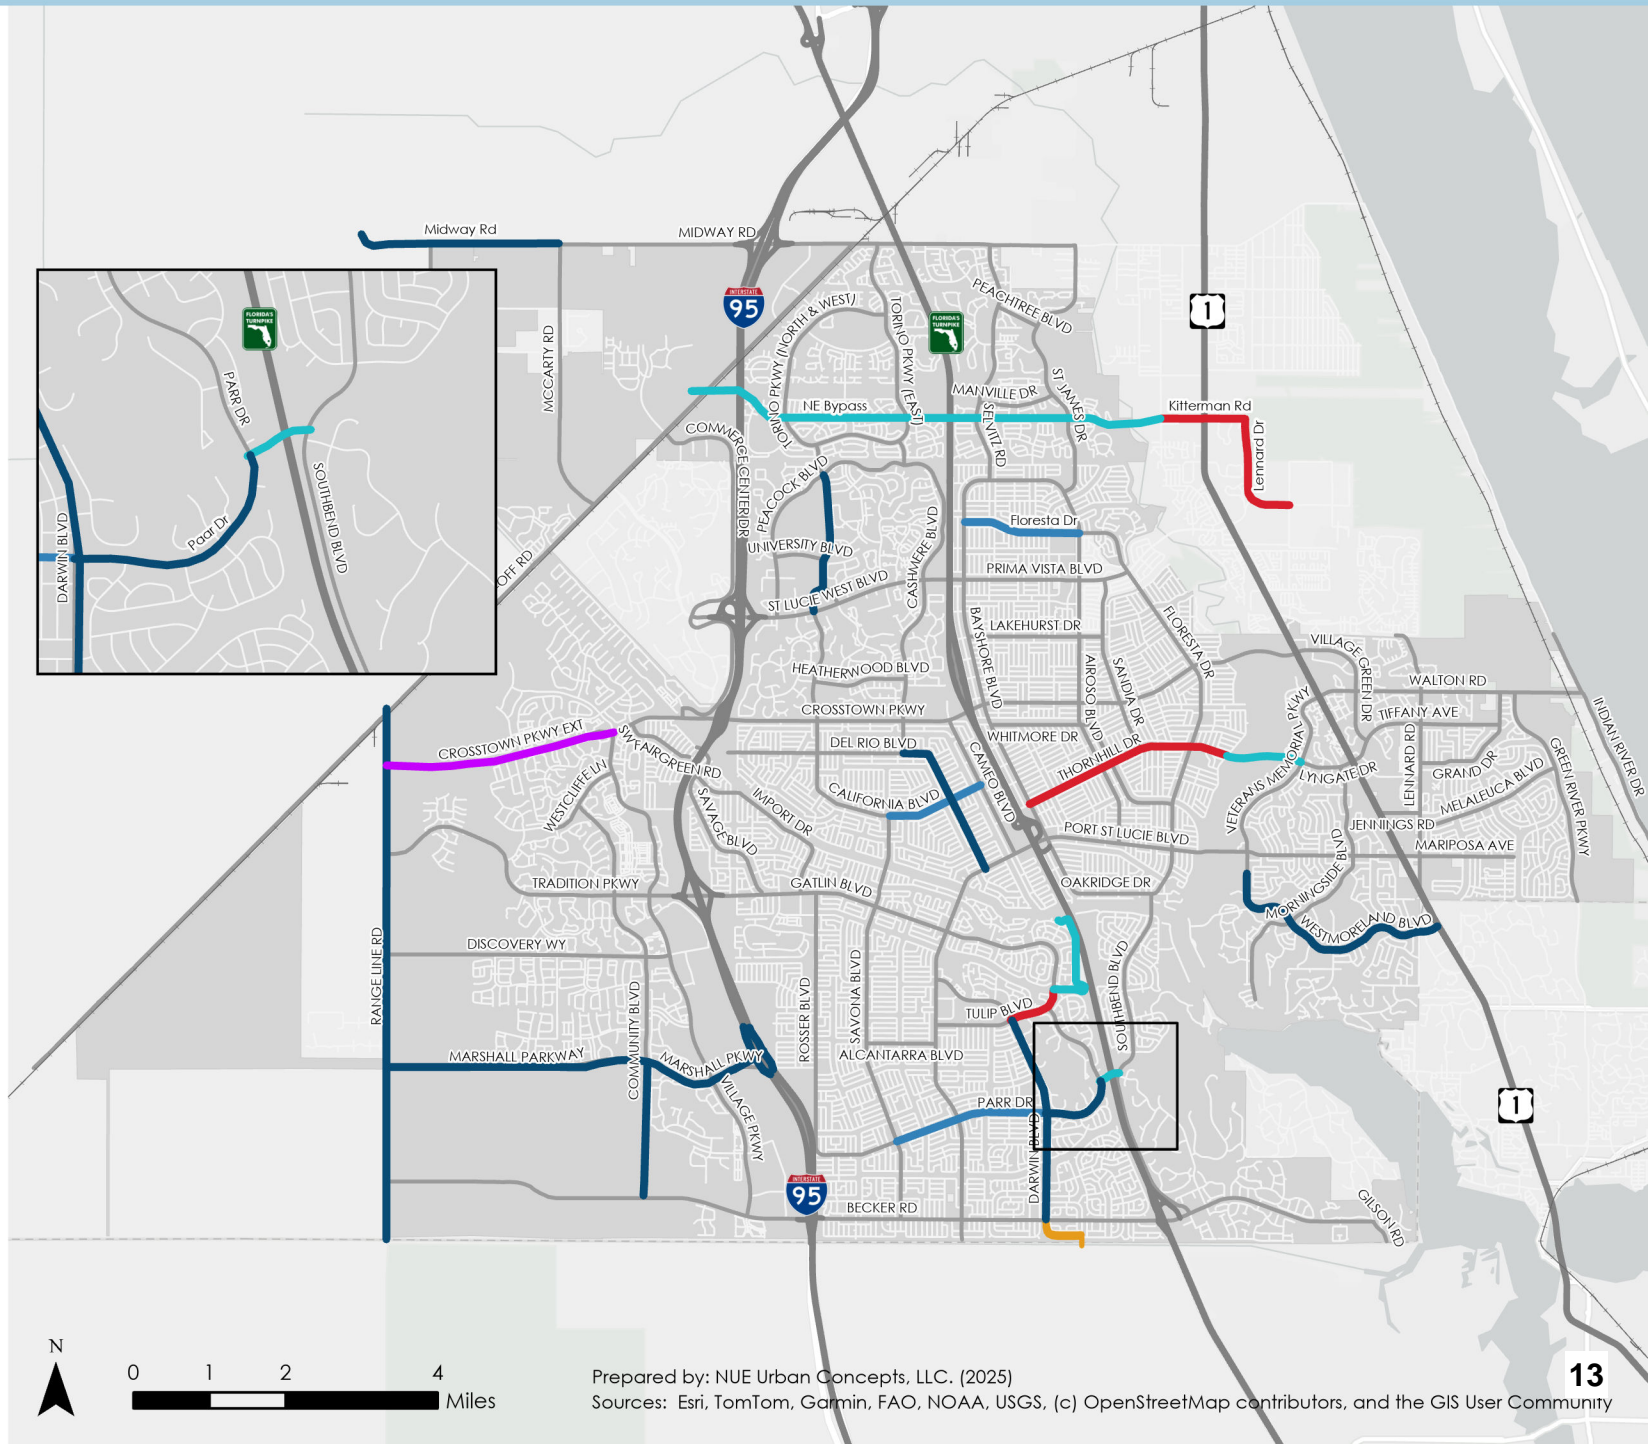 Midway Rd
MIDWAY RD
INTERSTATE
95
FLORIDA'S
TURNPIKE
1
PEACHTREE BLVD
TORINO PKWY (NORTH & WEST)
TORINO PKWY (EAST)
MCCARTY RD
MANVILLE DR
ST JAMES DR
SELVITZ RD
NE Bypass
Kitterman Rd
Lennard Dr
COMMERCE CENTER DR
PEACOCK BLVD
UNIVERSITY BLVD
ST LUCIE WEST BLVD
CASHMERE BLVD
Floresta Dr
PRIMA VISTA BLVD
OFF RD
FLORIDA'S
TURNPIKE
PARR DR
SOUTHBEND BLVD
Paar Dr
DARWIN BLVD
LAKEHURST DR
BAYSHORE BLVD
AIROSO BLVD
SANDIA DR
FLORESTA DR
VILLAGE GREEN DR
WALTON RD
INDIAN RIVER DR
HEATHERWOOD BLVD
CROSSTOWN PKWY
TIFFANY AVE
CROSSTOWN PKWY EXT
SW FAIRGREEN RD
DEL RIO BLVD
WHITMORE DR
CAMEO BLVD
THORNHILL DR
VETERANS MEMORIAL PKWY
LYNGATE DR
LENNARD RD
GRAND DR
MELALEUCA BLVD
GREEN RIVER PKWY
WESTCLIFFE LN
SAVAGE BLVD
IMPORT DR
CALIFORNIA BLVD
PORT ST LUCIE BLVD
JENNINGS RD
MARIPOSA AVE
TRADITION PKWY
GATLIN BLVD
OAKRIDGE DR
MORNINGSIDE BLVD
WESTMORELAND BLVD
DISCOVERY WY
RANGE LINE RD
COMMUNITY BLVD
ROSSER BLVD
SAVONA BLVD
TULIP BLVD
SOUTHBEND BLVD
MARSHALL PARKWAY
MARSHALL PKWY
ALCANTARRA BLVD
VILLAGE PKWY
PARR DR
DARWIN BLVD
1
INTERSTATE
95
BECKER RD
GILSON RD
N
0 1 2 4
Miles
Prepared by: NUE Urban Concepts, LLC. (2025)
Sources: Esri, TomTom, Garmin, FAO, NOAA, USGS, (c) OpenStreetMap contributors, and the GIS User Community
13